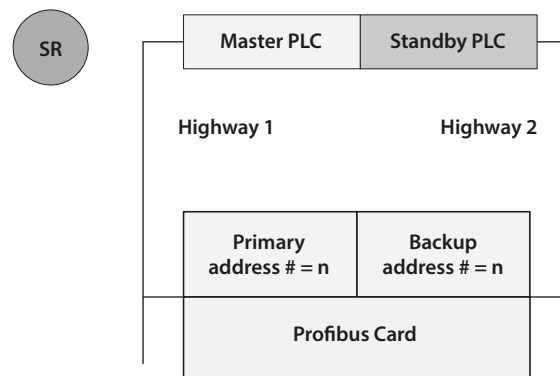 SR
Master PLC
Standby PLC
Highway 1
Highway 2
Primary
address # = n
Backup
address # = n
Profibus Card